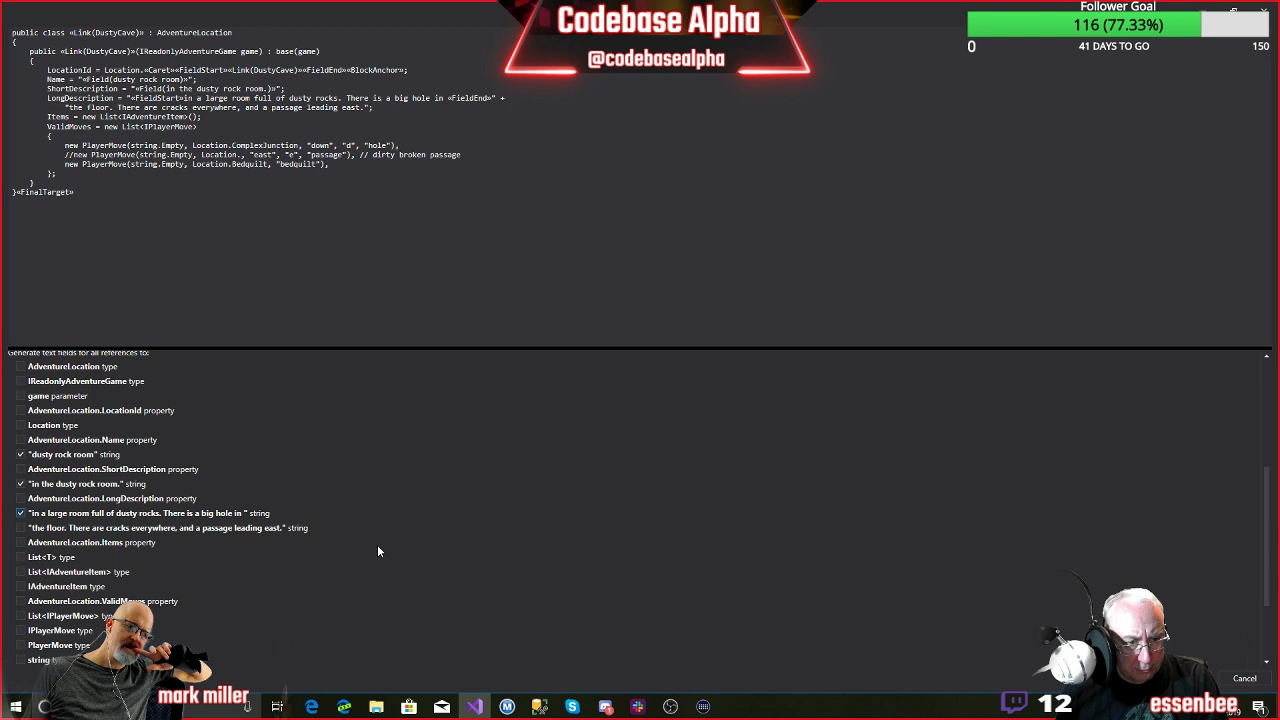 Codebase Alpha
@codebasealpha
Follower Goal
116 (77.33%)
0
41 DAYS TO GO
150
public class «Link(DustyCave)» : AdventureLocation
{
public «Link(DustyCave)»(IReadonlyAdventureGame game) : base(game)
{
LocationId = Location.«Caret»«FieldStart»«Link(DustyCave)»«FieldEnd»«BlockAnchor»;
Name = "«Field(dusty rock room)»";
ShortDescription = "«Field(in the dusty rock room.)»";
LongDescription = "«FieldStart»in a large room full of dusty rocks. There is a big hole in «FieldEnd»" +
"the floor. There are cracks everywhere, and a passage leading east.";
Items = new List<IAdventureItem>();
ValidMoves = new List<IPlayerMove>
{
new PlayerMove(string.Empty, Location.ComplexJunction, "down", "d", "hole"),
//new PlayerMove(string.Empty, Location., "east", "e", "passage"), // dirty broken passage
new PlayerMove(string.Empty, Location.Bedquilt, "bedquilt"),
};
}
}«FinalTarget»
Generate text fields for all references to:
AdventureLocation type
IReadonlyAdventureGame type
game parameter
AdventureLocation.LocationId property
Location type
AdventureLocation.Name property
"dusty rock room" string
AdventureLocation.ShortDescription property
"in the dusty rock room." string
AdventureLocation.LongDescription property
"in a large room full of dusty rocks. There is a big hole in " string
"the floor. There are cracks everywhere, and a passage leading east." string
AdventureLocation.Items property
List<T> type
List<IAdventureItem> type
IAdventureItem type
AdventureLocation.ValidMoves property
List<IPlayerMove>
IPlayerMove type
PlayerMove type
string
Cancel
mark miller
12
essenbee